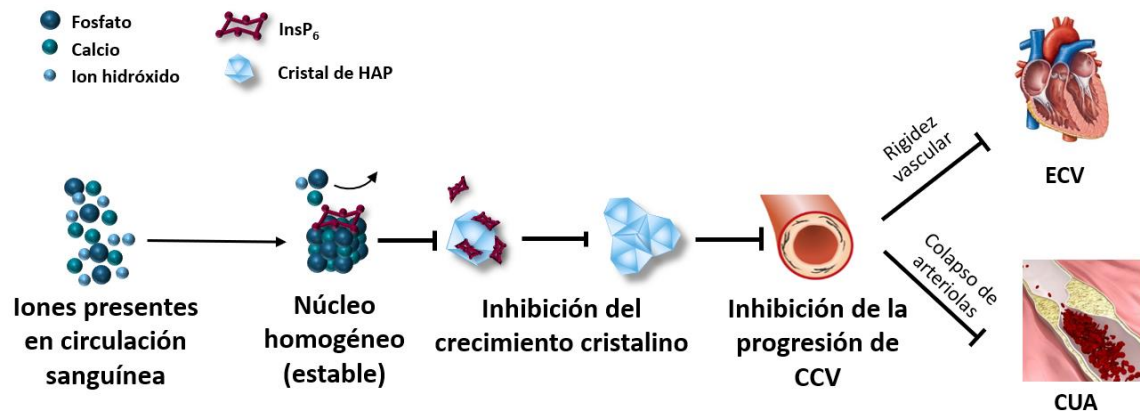 Fosfato
Calcio
Ion hidróxido
InsP₆
Cristal de HAP
Iones presentes
en circulación
sanguínea
Núcleo
homogéneo
(estable)
Inhibición del
crecimiento cristalino
Inhibición de la
progresión de
CCV
Rigidez
vascular
ECV
Colapso de
arteriolas
CUA